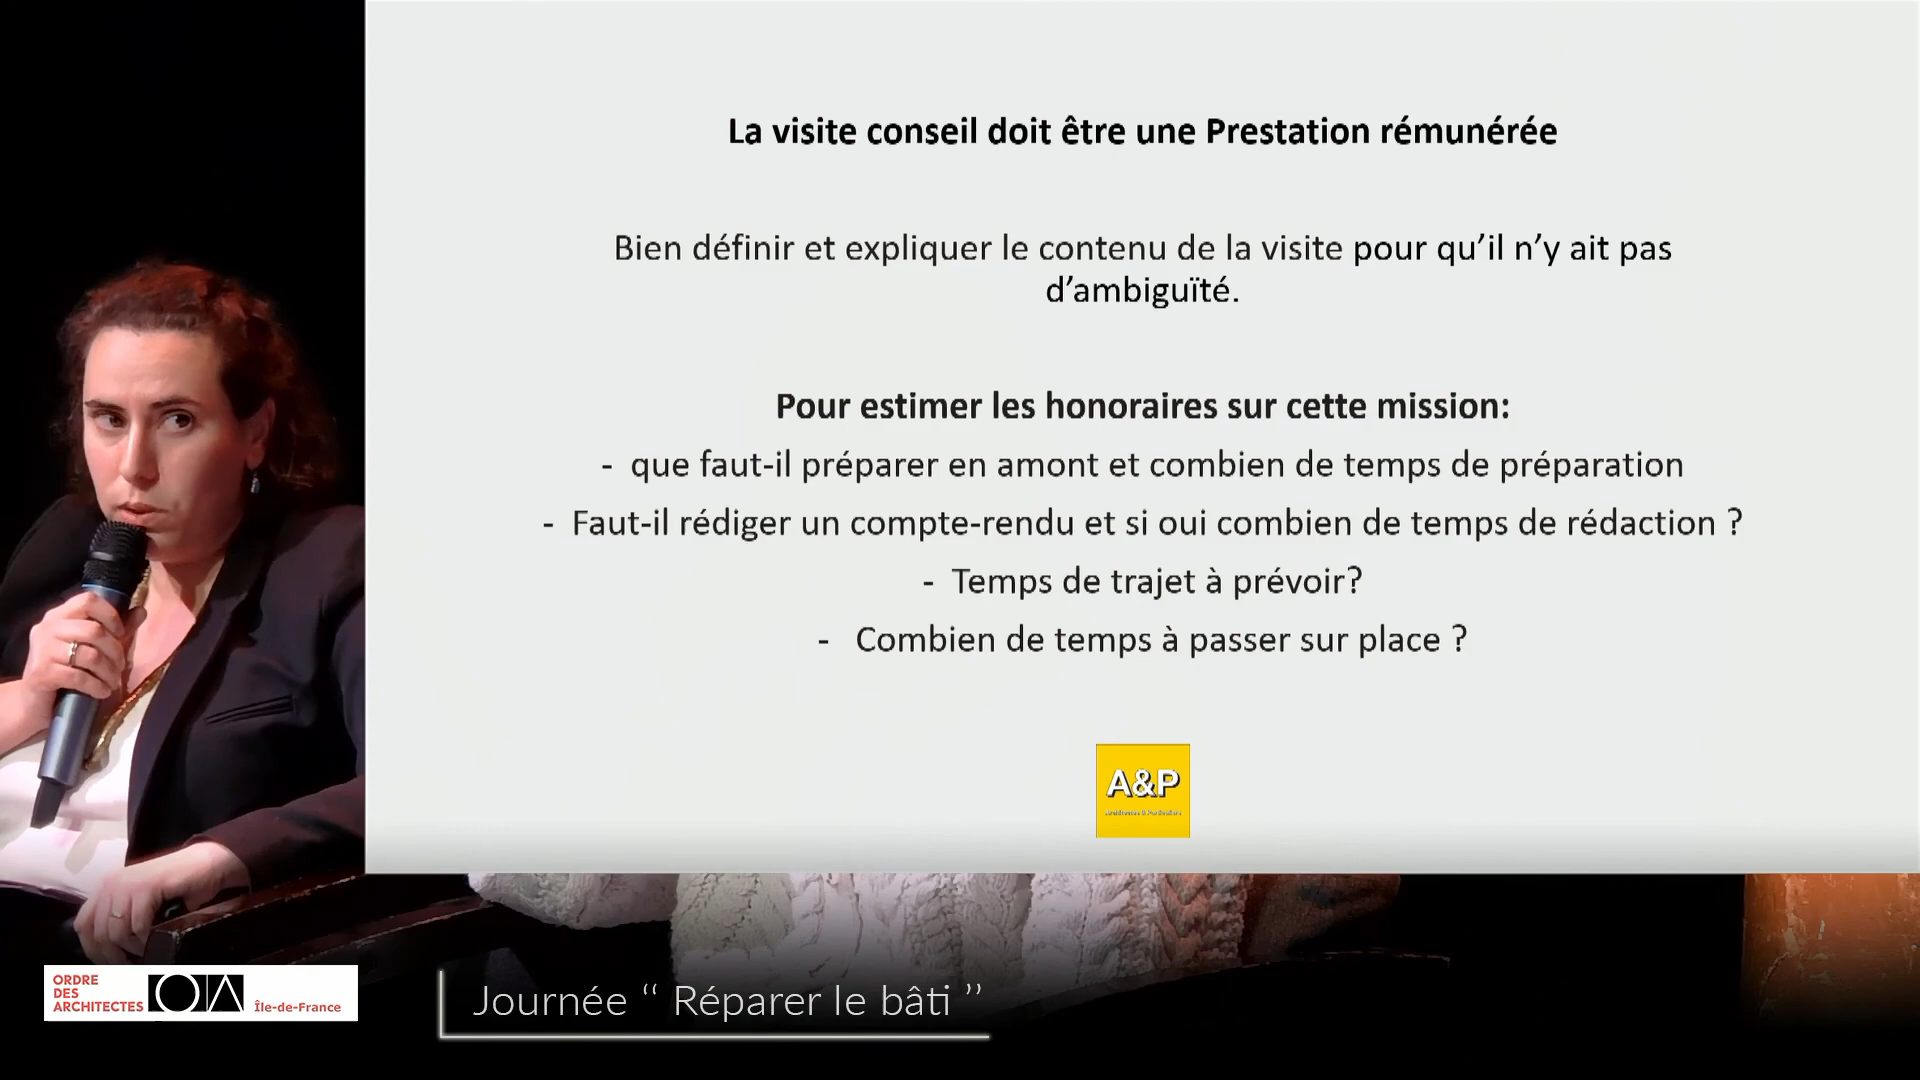 La visite conseil doit être une Prestation rémunérée
Bien définir et expliquer le contenu de la visite pour qu’il n’y ait pas
d’ambiguïté.
Pour estimer les honoraires sur cette mission:
- que faut-il préparer en amont et combien de temps de préparation
- Faut-il rédiger un compte-rendu et si oui combien de temps de rédaction ?
- Temps de trajet à prévoir?
- Combien de temps à passer sur place ?
A&P
Architectes & Particuliers
ORDRE
DES
ARCHITECTES
Île-de-France
Journée “ Réparer le bâti ”